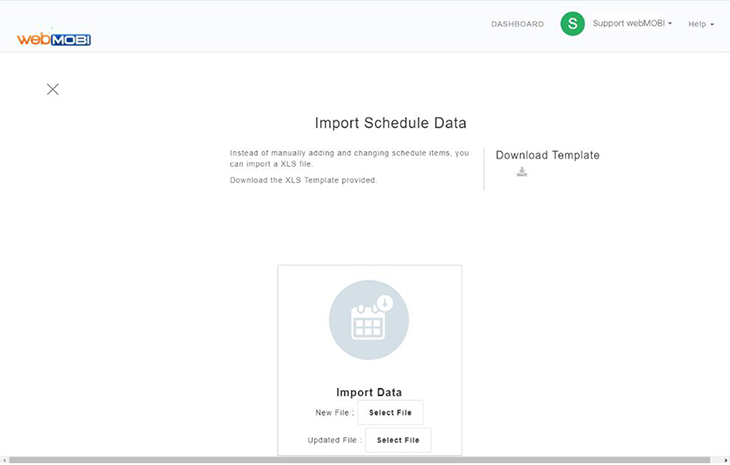 webMOBI
DASHBOARD
S
Support webMOBI
Help
Import Schedule Data
Instead of manually adding and changing schedule items, you
can import a XLS file.
Download the XLS Template provided.
Download Template
Import Data
New File : Select File
Updated File : Select File